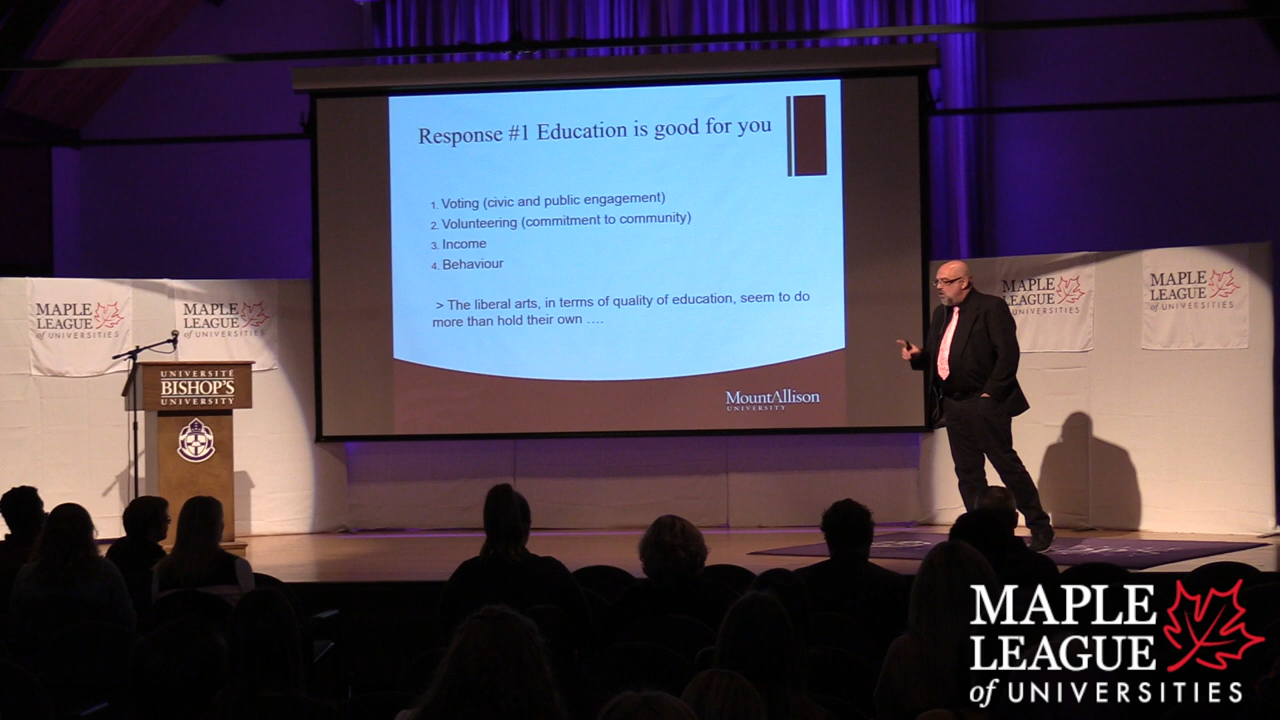 Response #1 Education is good for you
1. Voting (civic and public engagement)
2. Volunteering (commitment to community)
3. Income
4. Behaviour
> The liberal arts, in terms of quality of education, seem to do
more than hold their own ....
MountAllison
UNIVERSITY
MAPLE
LEAGUE
of UNIVERSITIES
MAPLE
LEAGUE
of UNIVERSITIES
MAPLE
LEAGUE
of UNIVERSITIES
MAPLE
LEAGUE
of UNIVERSITIES
UNIVERSITÉ
BISHOP'S
UNIVERSITY
MAPLE
LEAGUE
of UNIVERSITIES